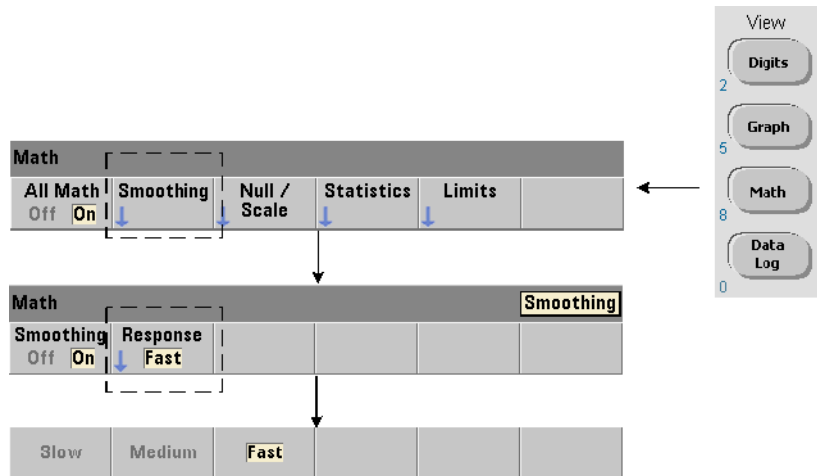 View
Digits
2
Graph
5
Math
8
Data
Log
0
Math
All Math Smoothing Null / Statistics Limits
Off On Scale
Math Smoothing
Smoothing Response
Off On Fast
Slow Medium Fast